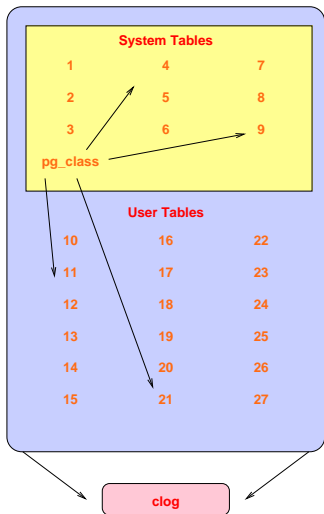 System Tables
1 4 7
2 5 8
3 6 9
pg_class
User Tables
10 16 22
11 17 23
12 18 24
13 19 25
14 20 26
15 21 27
clog